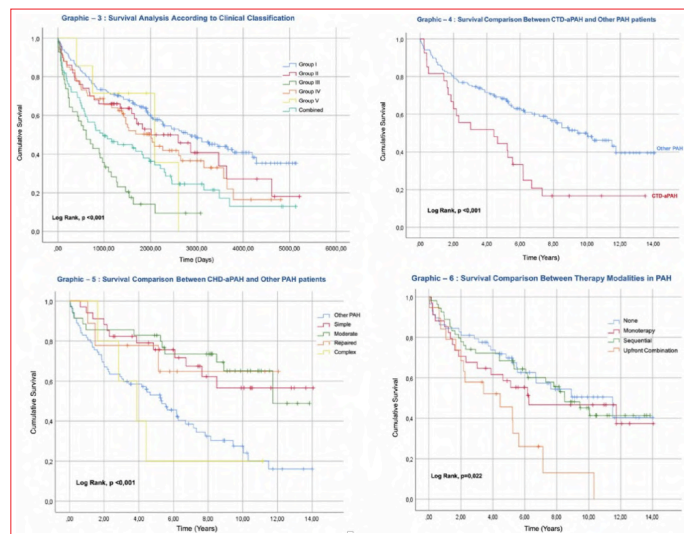 Graphic – 3 : Survival Analysis According to Clinical Classification
1,0
0,8
0,6
0,4
0,2
0,0
Cumulative Survival
Group I
Group II
Group III
Group IV
Group V
Combined
Log Rank, p <0,001
,00
1000,00
2000,00
3000,00
4000,00
5000,00
6000,00
Time (Days)
Graphic – 4 : Survival Comparison Between CTD-aPAH and Other PAH patients
1,0
0,8
0,6
0,4
0,2
0,0
Cumulative Survival
Other PAH
CTD-aPAH
Log Rank, p <0,001
,00
2,00
4,00
6,00
8,00
10,00
12,00
14,00
Time (Years)
Graphic – 5 : Survival Comparison Between CHD-aPAH and Other PAH patients
1,0
0,8
0,6
0,4
0,2
0,0
Cumulative Survival
Other PAH
Simple
Moderate
Repaired
Complex
Log Rank, p <0,001
,00
2,00
4,00
6,00
8,00
10,00
12,00
14,00
Time (Years)
Graphic – 6 : Survival Comparison Between Therapy Modalities in PAH
1,0
0,8
0,6
0,4
0,2
0,0
Cumulative Survival
None
Monoterapy
Sequential
Upfront Combination
Log Rank, p=0,022
,00
2,00
4,00
6,00
8,00
10,00
12,00
14,00
Time (Years)